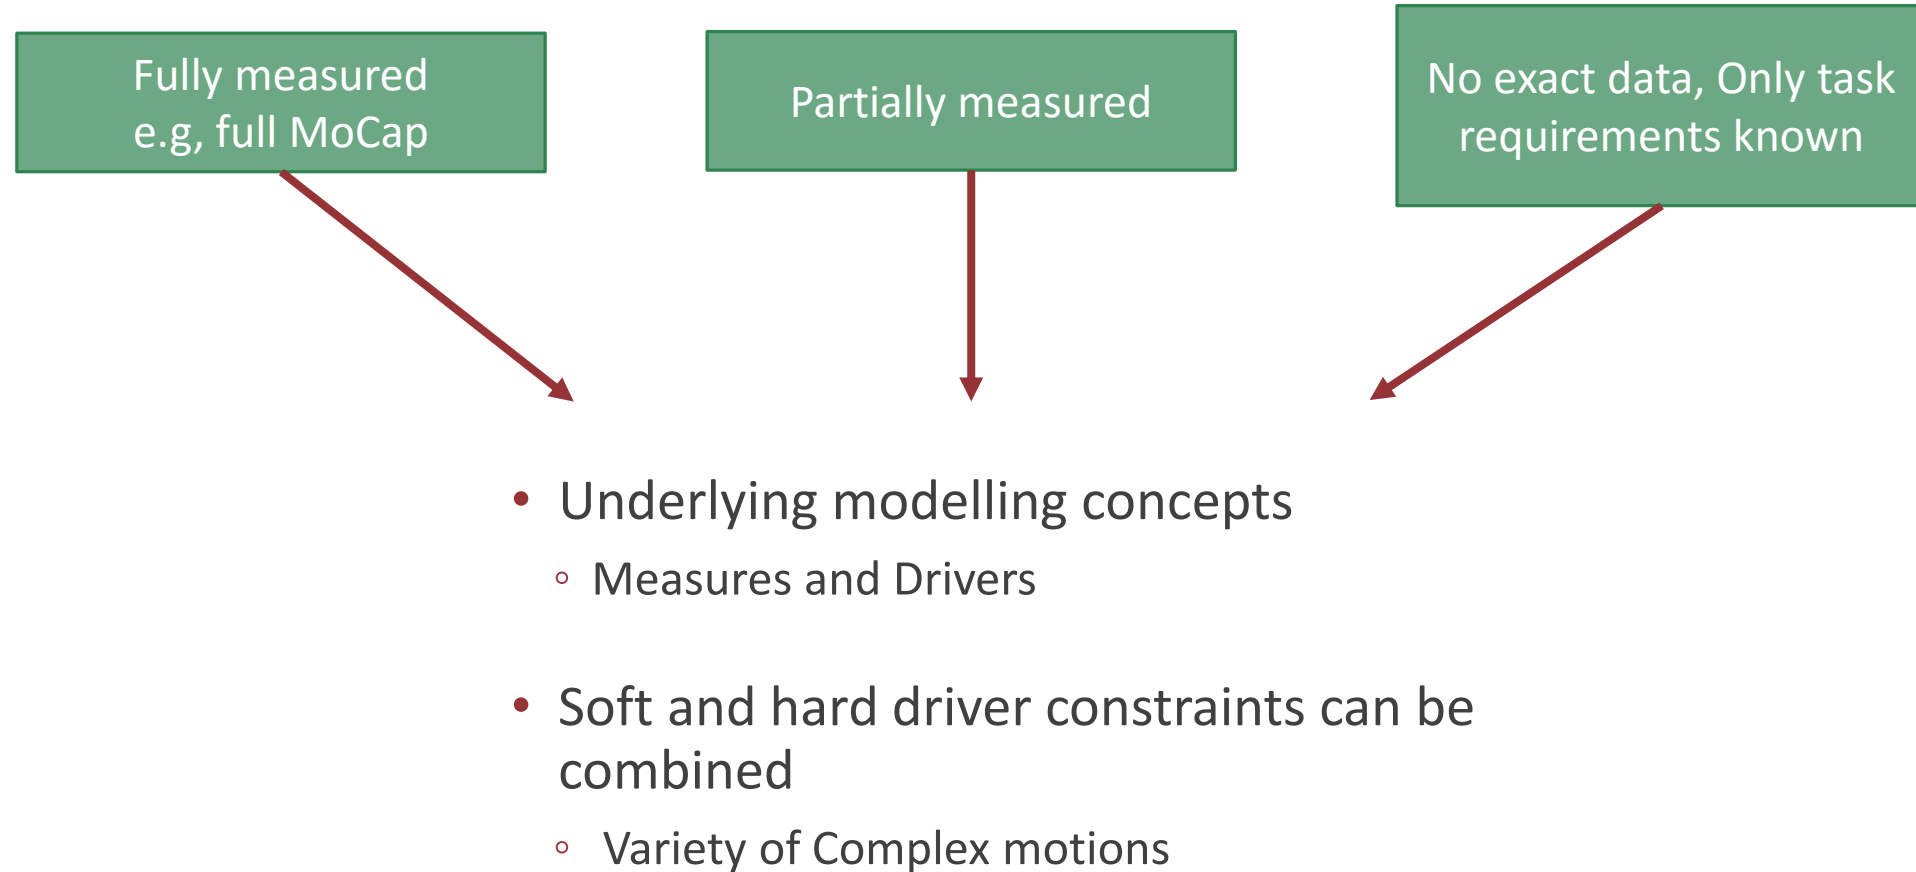 Fully measured
e.g, full MoCap
Partially measured
No exact data, Only task
requirements known
• Underlying modelling concepts
◦ Measures and Drivers
• Soft and hard driver constraints can be
combined
◦ Variety of Complex motions